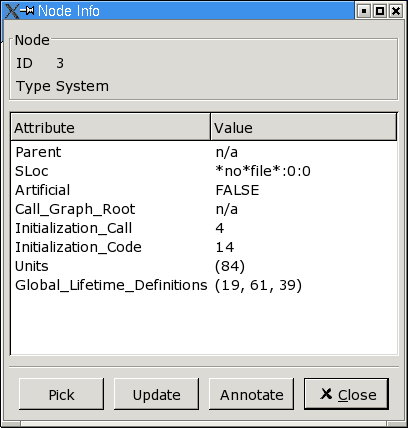 Node Info
Node
ID 3
Type System
Attribute Value
Parent n/a
SLoc *no*file*:0:0
Artificial FALSE
Call_Graph_Root n/a
Initialization_Call 4
Initialization_Code 14
Units (84)
Global_Lifetime_Definitions (19, 61, 39)
Pick Update Annotate Close